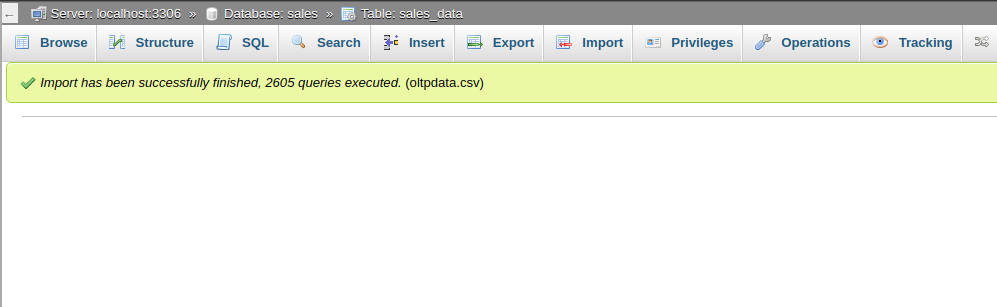 ← Server: localhost:3306 » Database: sales » Table: sales_data
Browse Structure SQL Search Insert Export Import Privileges Operations Tracking
Import has been successfully finished, 2605 queries executed. (oltpdata.csv)